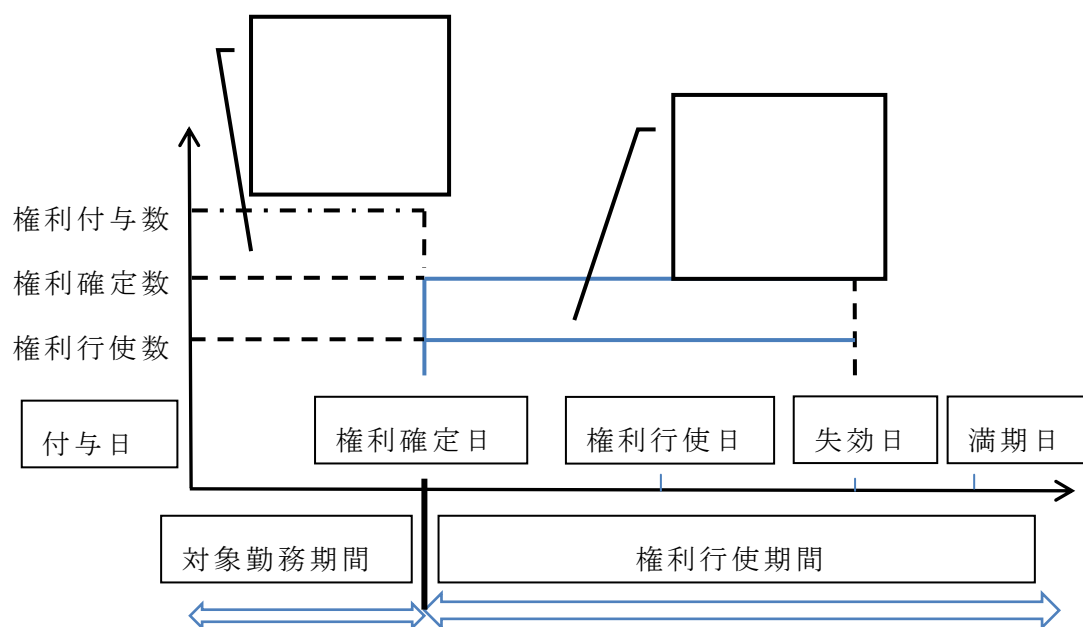 権利付与数
権利確定数
権利行使数
付与日
権利確定日
権利行使日
失効日
満期日
対象勤務期間
権利行使期間